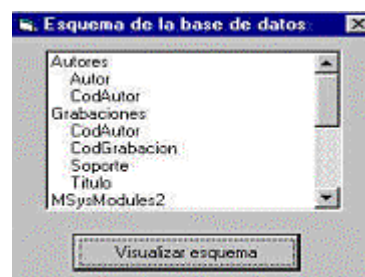 Esquema de la base de datos
Autores
Autor
CodAutor
Grabaciones
CodAutor
CodGrabacion
Soporte
Titulo
MSysModules2
Visualizar esquema